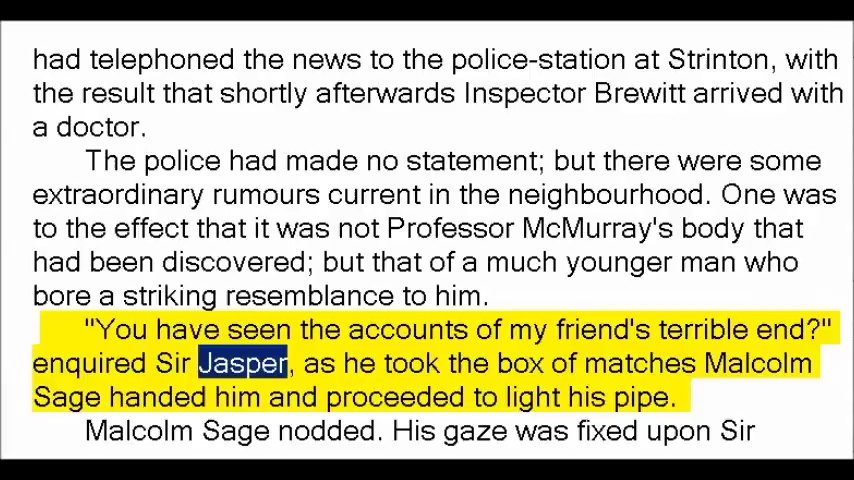 had telephoned the news to the police-station at Strinton, with
the result that shortly afterwards Inspector Brewitt arrived with
a doctor.
The police had made no statement; but there were some
extraordinary rumours current in the neighbourhood. One was
to the effect that it was not Professor McMurray's body that
had been discovered; but that of a much younger man who
bore a striking resemblance to him.
"You have seen the accounts of my friend's terrible end?"
enquired Sir Jasper, as he took the box of matches Malcolm
Sage handed him and proceeded to light his pipe.
Malcolm Sage nodded. His gaze was fixed upon Sir